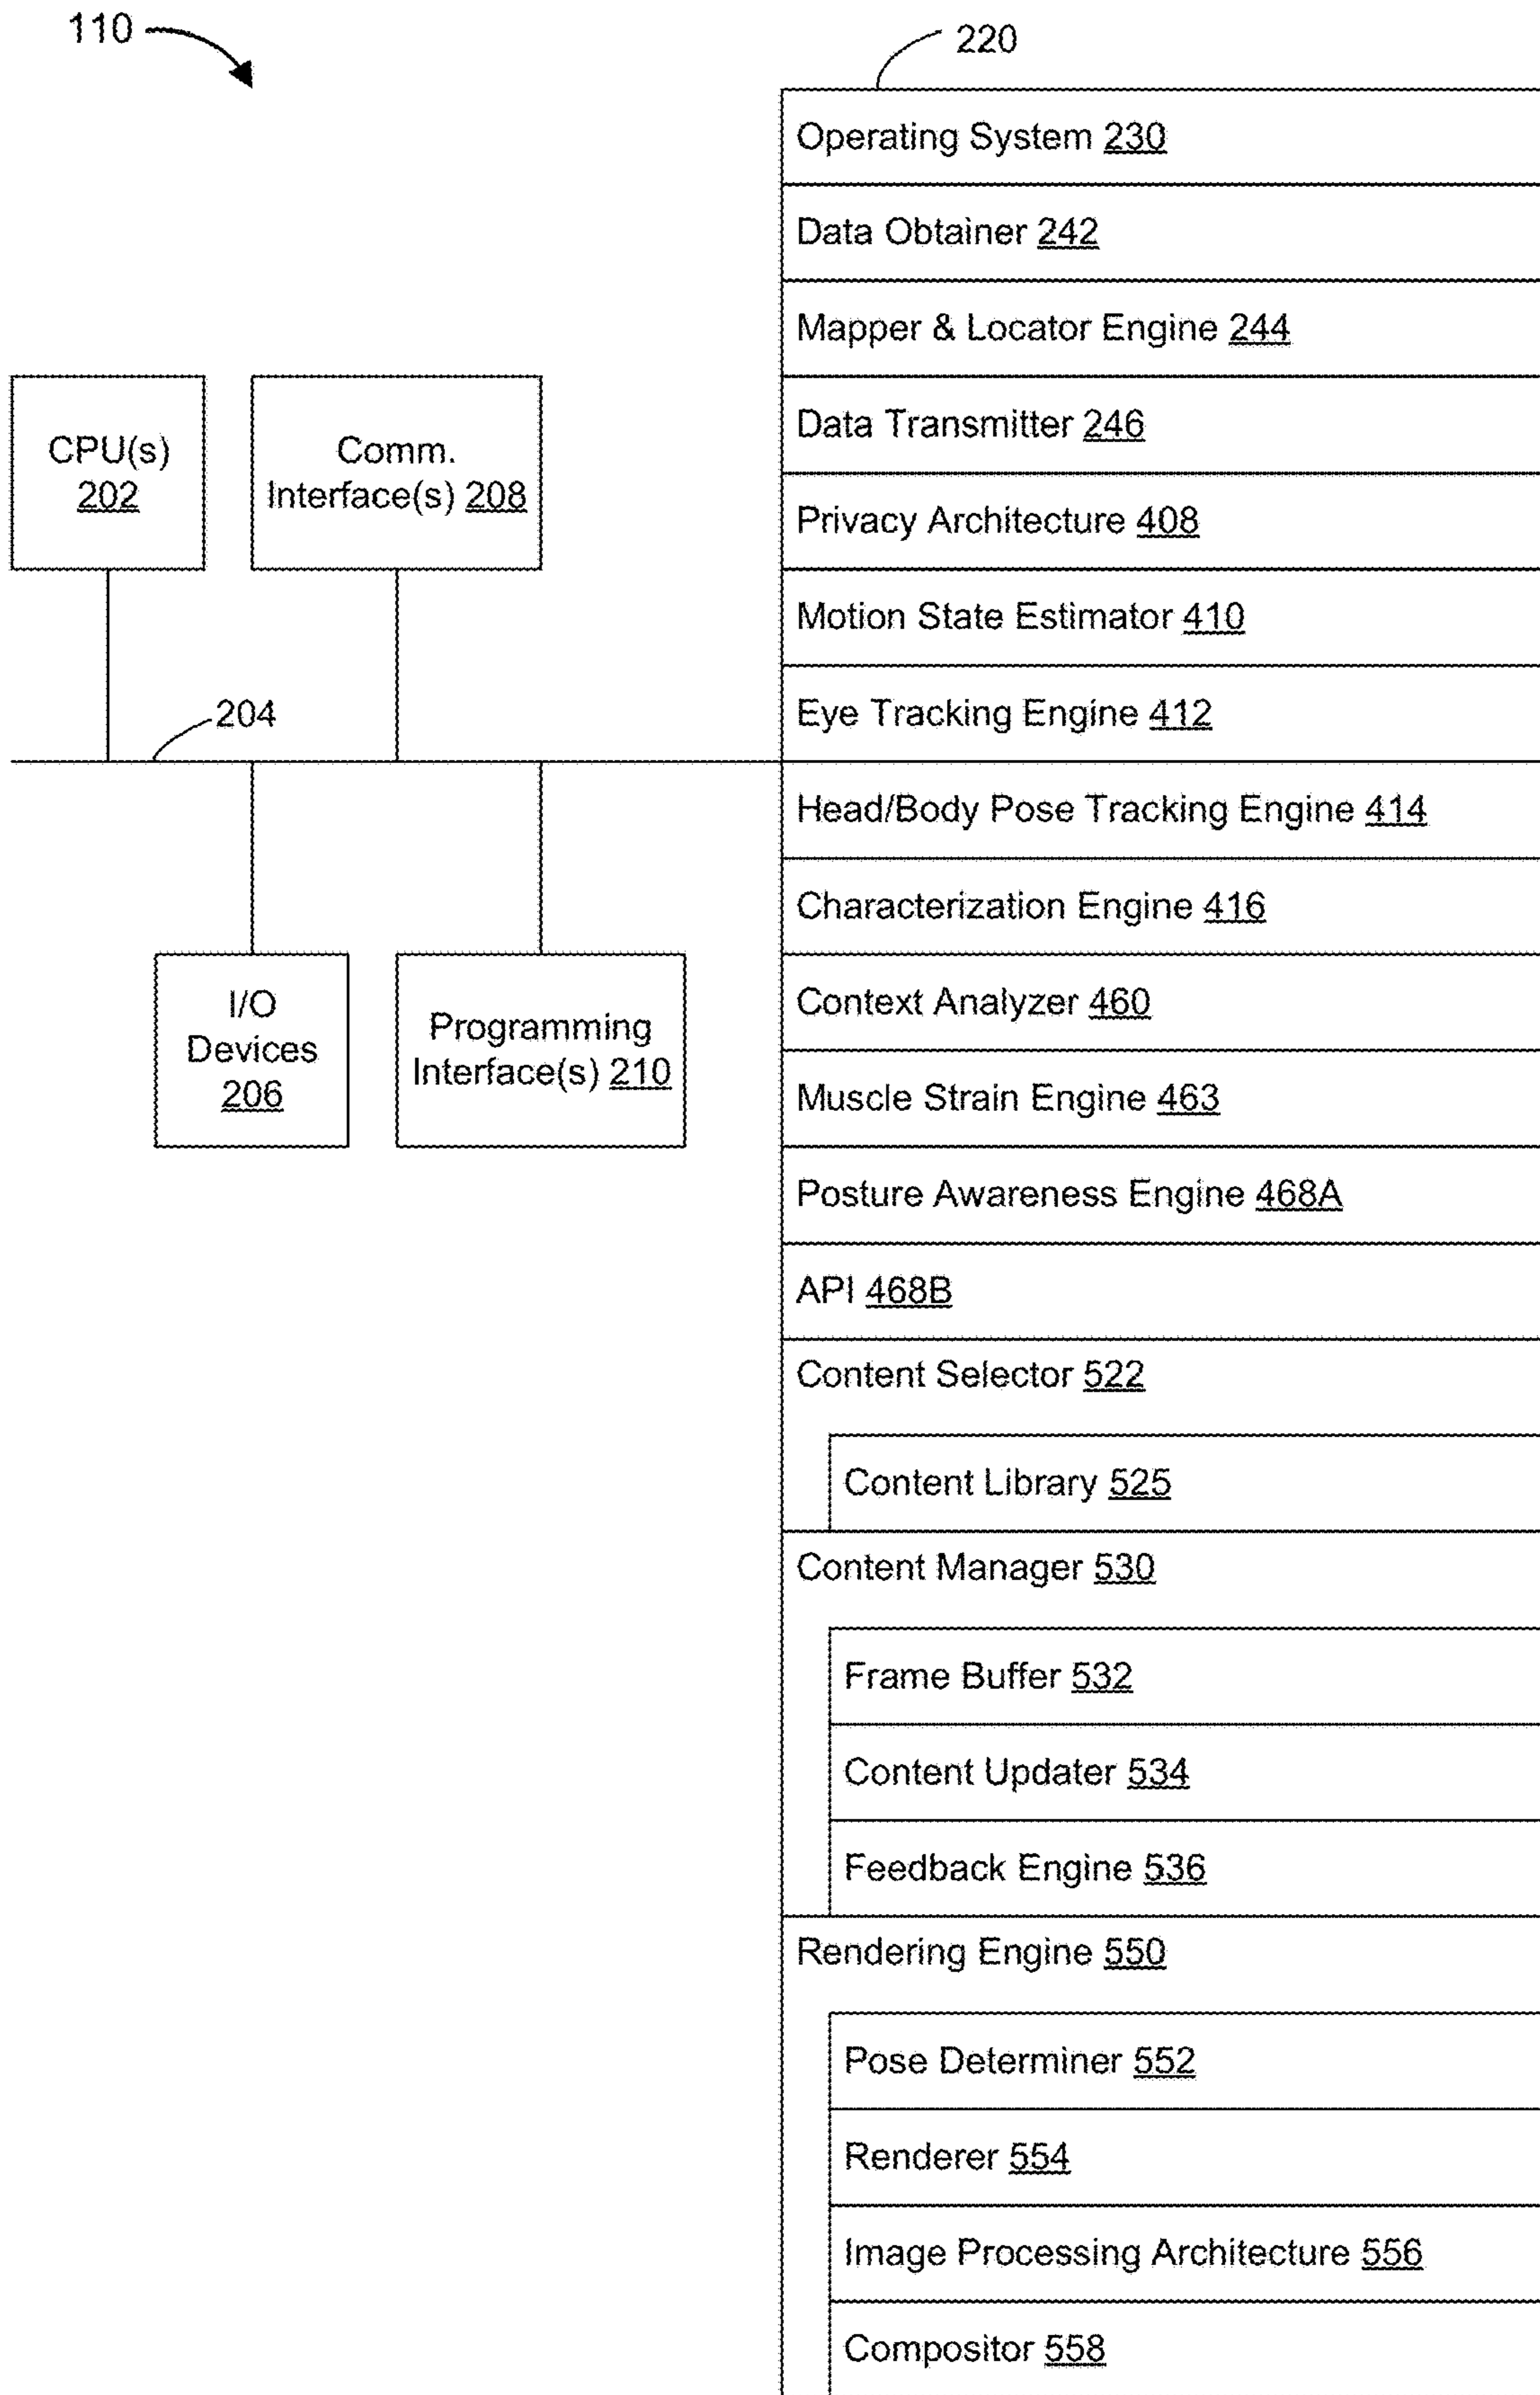 110
220
Operating System 230
Data Obtainer 242
Mapper & Locator Engine 244
Data Transmitter 246
Privacy Architecture 408
Motion State Estimator 410
Eye Tracking Engine 412
CPU(s)
202
Comm.
Interface(s) 208
204
I/O
Devices
206
Programming
Interface(s) 210
Head/Body Pose Tracking Engine 414
Characterization Engine 416
Context Analyzer 460
Muscle Strain Engine 463
Posture Awareness Engine 468A
API 468B
Content Selector 522
Content Library 525
Content Manager 530
Frame Buffer 532
Content Updater 534
Feedback Engine 536
Rendering Engine 550
Pose Determiner 552
Renderer 554
Image Processing Architecture 556
Compositor 558